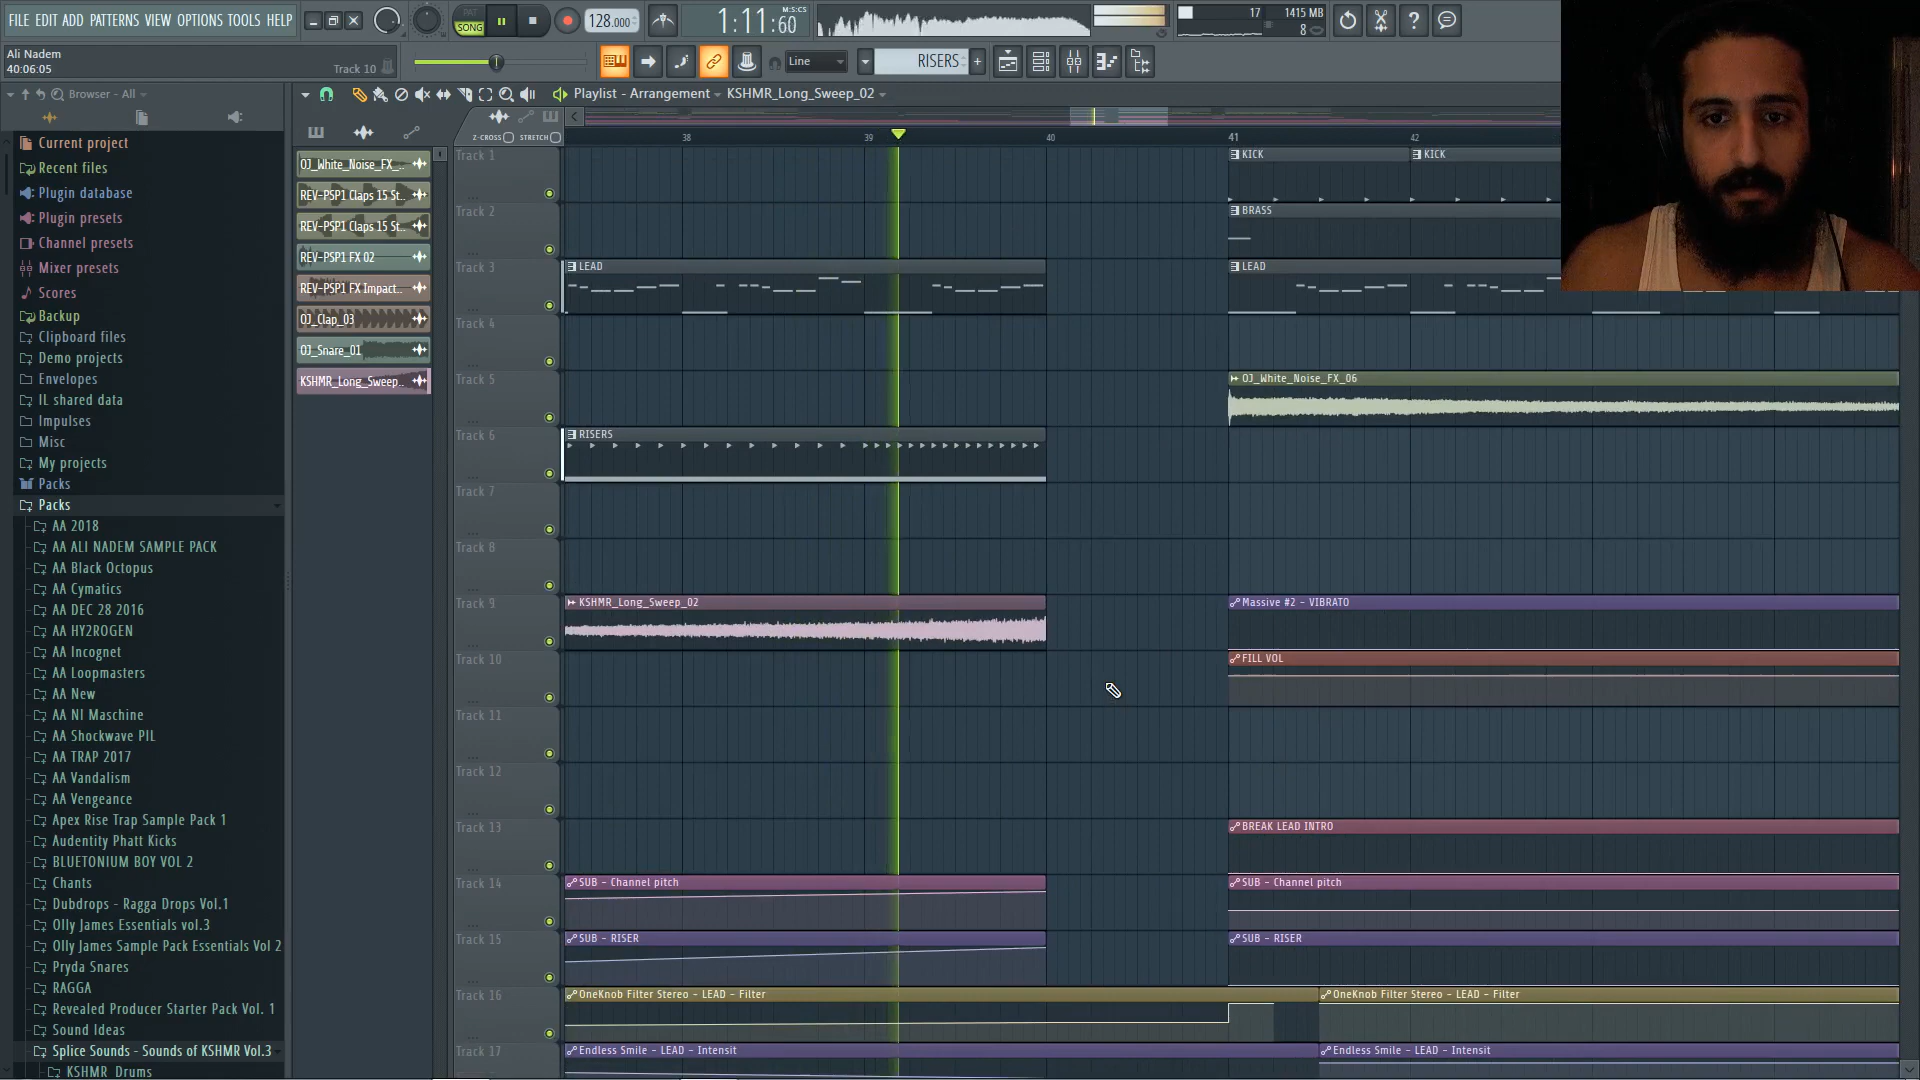 FILE EDIT ADD PATTERNS VIEW OPTIONS TOOLS HELP
PAT
SONG
128.000
1:11:60
M:S:CS
17
1415 MB
8
Ali Nadem
40:06:05
Track 10
Line
RISERS
Browser - All
Playlist - Arrangement
KSHMR_Long_Sweep_02
Z-CROSS
STRETCH
38
39
40
41
42
Current project
Recent files
Plugin database
Plugin presets
Channel presets
Mixer presets
Scores
Backup
Clipboard files
Demo projects
Envelopes
IL shared data
Impulses
Misc
My projects
Packs
Packs
AA 2018
AA ALI NADEM SAMPLE PACK
AA Black Octopus
AA Cymatics
AA DEC 28 2016
AA HY2ROGEN
AA Incognet
AA Loopmasters
AA New
AA NI Maschine
AA Shockwave PIL
AA TRAP 2017
AA Vandalism
AA Vengeance
Apex Rise Trap Sample Pack 1
Audentity Phatt Kicks
BLUETONIUM BOY VOL 2
Chants
Dubdrops - Ragga Drops Vol.1
Olly James Essentials vol.3
Olly James Sample Pack Essentials Vol 2
Pryda Snares
RAGGA
Revealed Producer Starter Pack Vol. 1
Sound Ideas
Splice Sounds - Sounds of KSHMR Vol.3
KSHMR_Drums
OJ_White_Noise_FX_..
REV-PSP1 Claps 15 St..
REV-PSP1 Claps 15 St..
REV-PSP1 FX 02
REV-PSP1 FX Impact..
OJ_Clap_03
OJ_Snare_01
KSHMR_Long_Sweep..
Track 1
KICK
KICK
Track 2
BRASS
Track 3
LEAD
LEAD
Track 4
Track 5
OJ_White_Noise_FX_06
Track 6
RISERS
Track 7
Track 8
Track 9
KSHMR_Long_Sweep_02
Massive #2 - VIBRATO
Track 10
FILL VOL
Track 11
Track 12
Track 13
BREAK LEAD INTRO
Track 14
SUB - Channel pitch
SUB - Channel pitch
Track 15
SUB - RISER
SUB - RISER
Track 16
OneKnob Filter Stereo - LEAD - Filter
OneKnob Filter Stereo - LEAD - Filter
Track 17
Endless Smile - LEAD - Intensit
Endless Smile - LEAD - Intensit